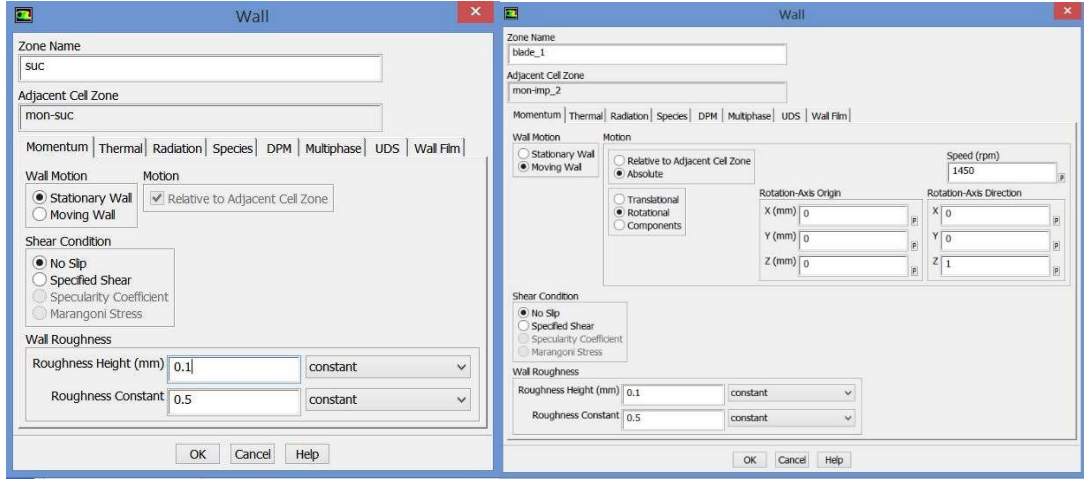 Wall
Zone Name
suc
Adjacent Cell Zone
mon-suc
Momentum Thermal Radiation Species DPM Multiphase UDS Wall Film
Wall Motion Motion
Stationary Wall Relative to Adjacent Cell Zone
Moving Wall
Shear Condition
No Slip
Specified Shear
Specularity Coefficient
Marangoni Stress
Wall Roughness
Roughness Height (mm) 0.1 constant
Roughness Constant 0.5 constant
OK Cancel Help
Wall
Zone Name
blade_1
Adjacent Cell Zone
mon-imp_2
Momentum Thermal Radiation Species DPM Multiphase UDS Wall Film
Wall Motion Motion
Stationary Wall Relative to Adjacent Cell Zone Speed (rpm)
Moving Wall Absolute 1450 P
Translational Rotation-Axis Origin Rotation-Axis Direction
Rotational X (mm) 0 P X 0 P
Components Y (mm) 0 P Y 0 P
Z (mm) 0 P Z 1 P
Shear Condition
No Slip
Specified Shear
Specularity Coefficient
Marangoni Stress
Wall Roughness
Roughness Height (mm) 0.1 constant
Roughness Constant 0.5 constant
OK Cancel Help